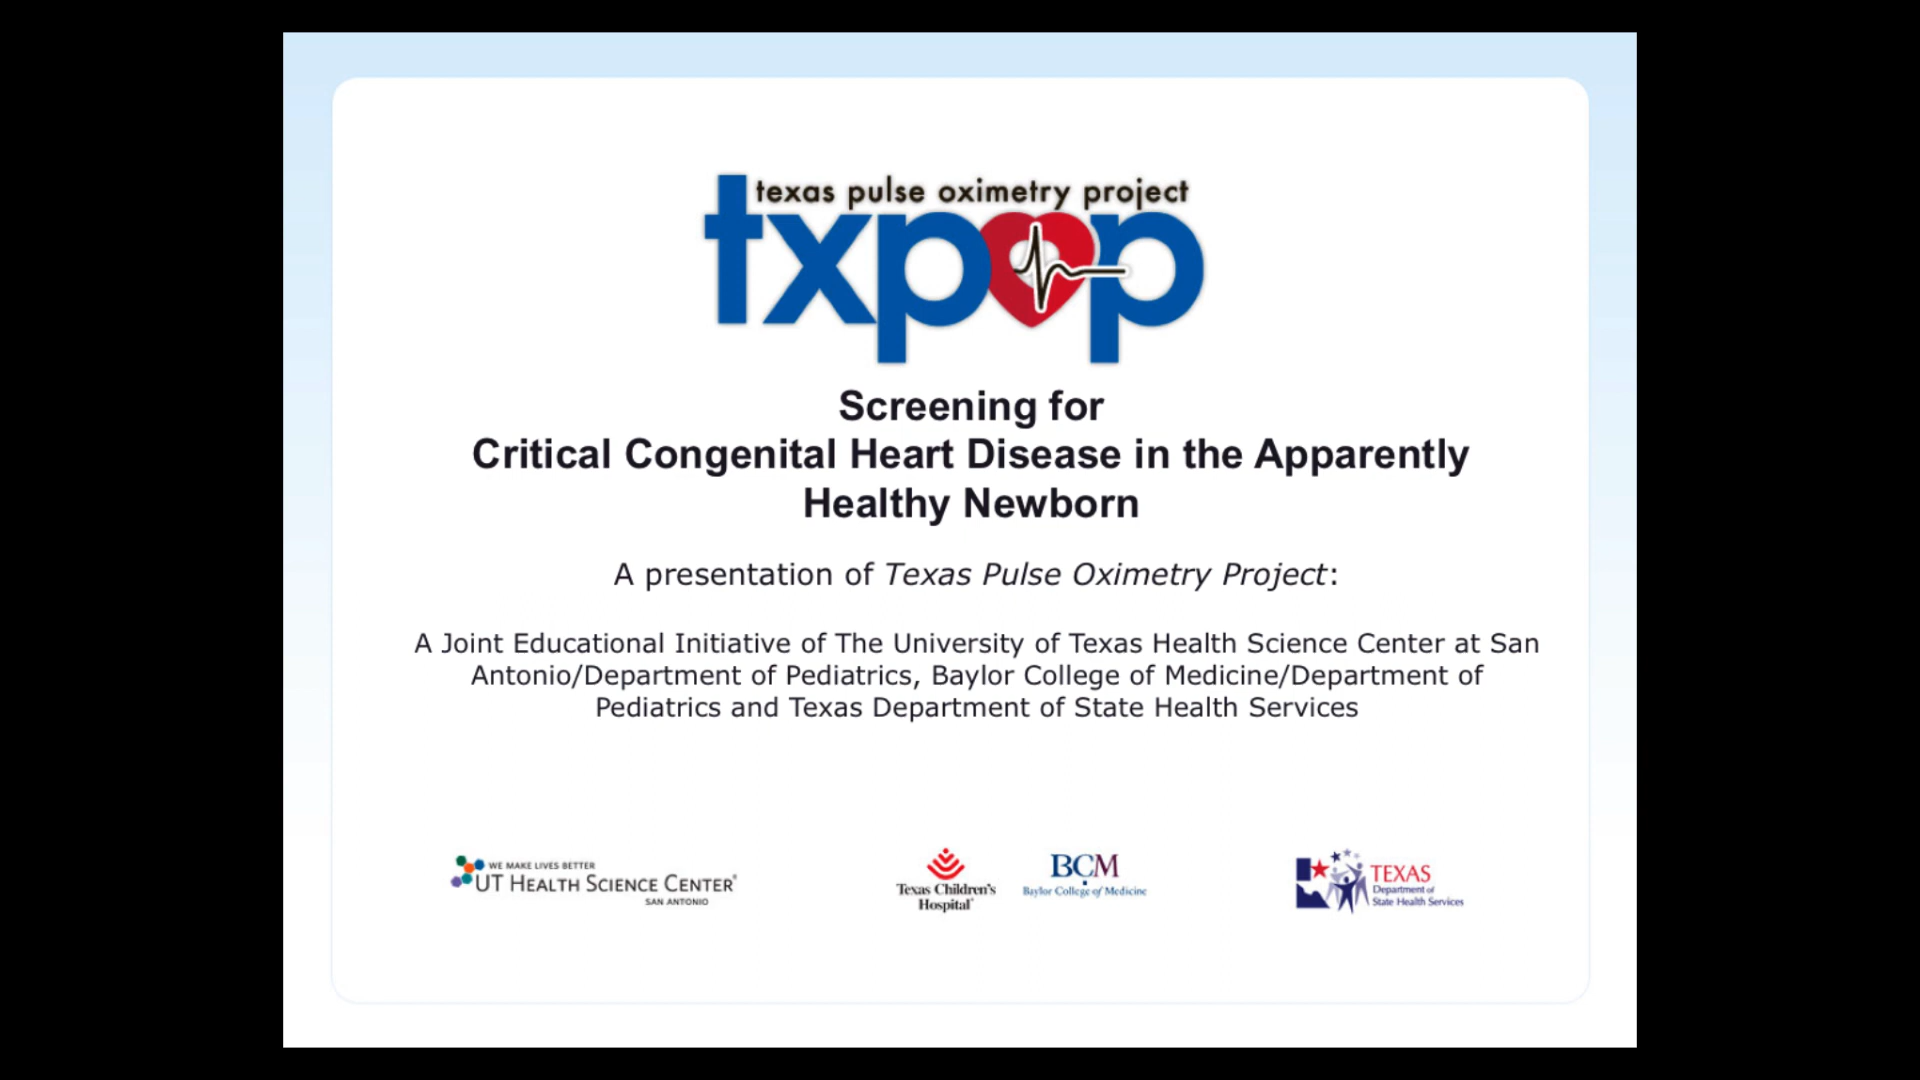 texas pulse oximetry project
txpop
Screening for
Critical Congenital Heart Disease in the Apparently
Healthy Newborn
A presentation of Texas Pulse Oximetry Project:
A Joint Educational Initiative of The University of Texas Health Science Center at San
Antonio/Department of Pediatrics, Baylor College of Medicine/Department of
Pediatrics and Texas Department of State Health Services
WE MAKE LIVES BETTER
UT HEALTH SCIENCE CENTER®
SAN ANTONIO
Texas Children's
Hospital®
BCM
Baylor College of Medicine
TEXAS
Department of
State Health Services